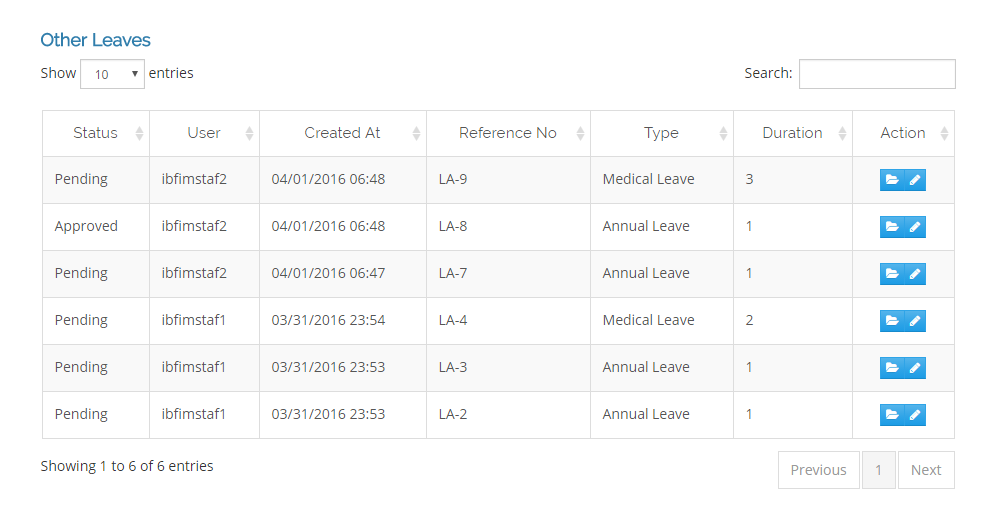 Other Leaves
Show 10 entries Search:
Status User Created At Reference No Type Duration Action
Pending ibfimstaf2 04/01/2016 06:48 LA-9 Medical Leave 3
Approved ibfimstaf2 04/01/2016 06:48 LA-8 Annual Leave 1
Pending ibfimstaf2 04/01/2016 06:47 LA-7 Annual Leave 1
Pending ibfimstaf1 03/31/2016 23:54 LA-4 Medical Leave 2
Pending ibfimstaf1 03/31/2016 23:53 LA-3 Annual Leave 1
Pending ibfimstaf1 03/31/2016 23:53 LA-2 Annual Leave 1
Showing 1 to 6 of 6 entries Previous 1 Next